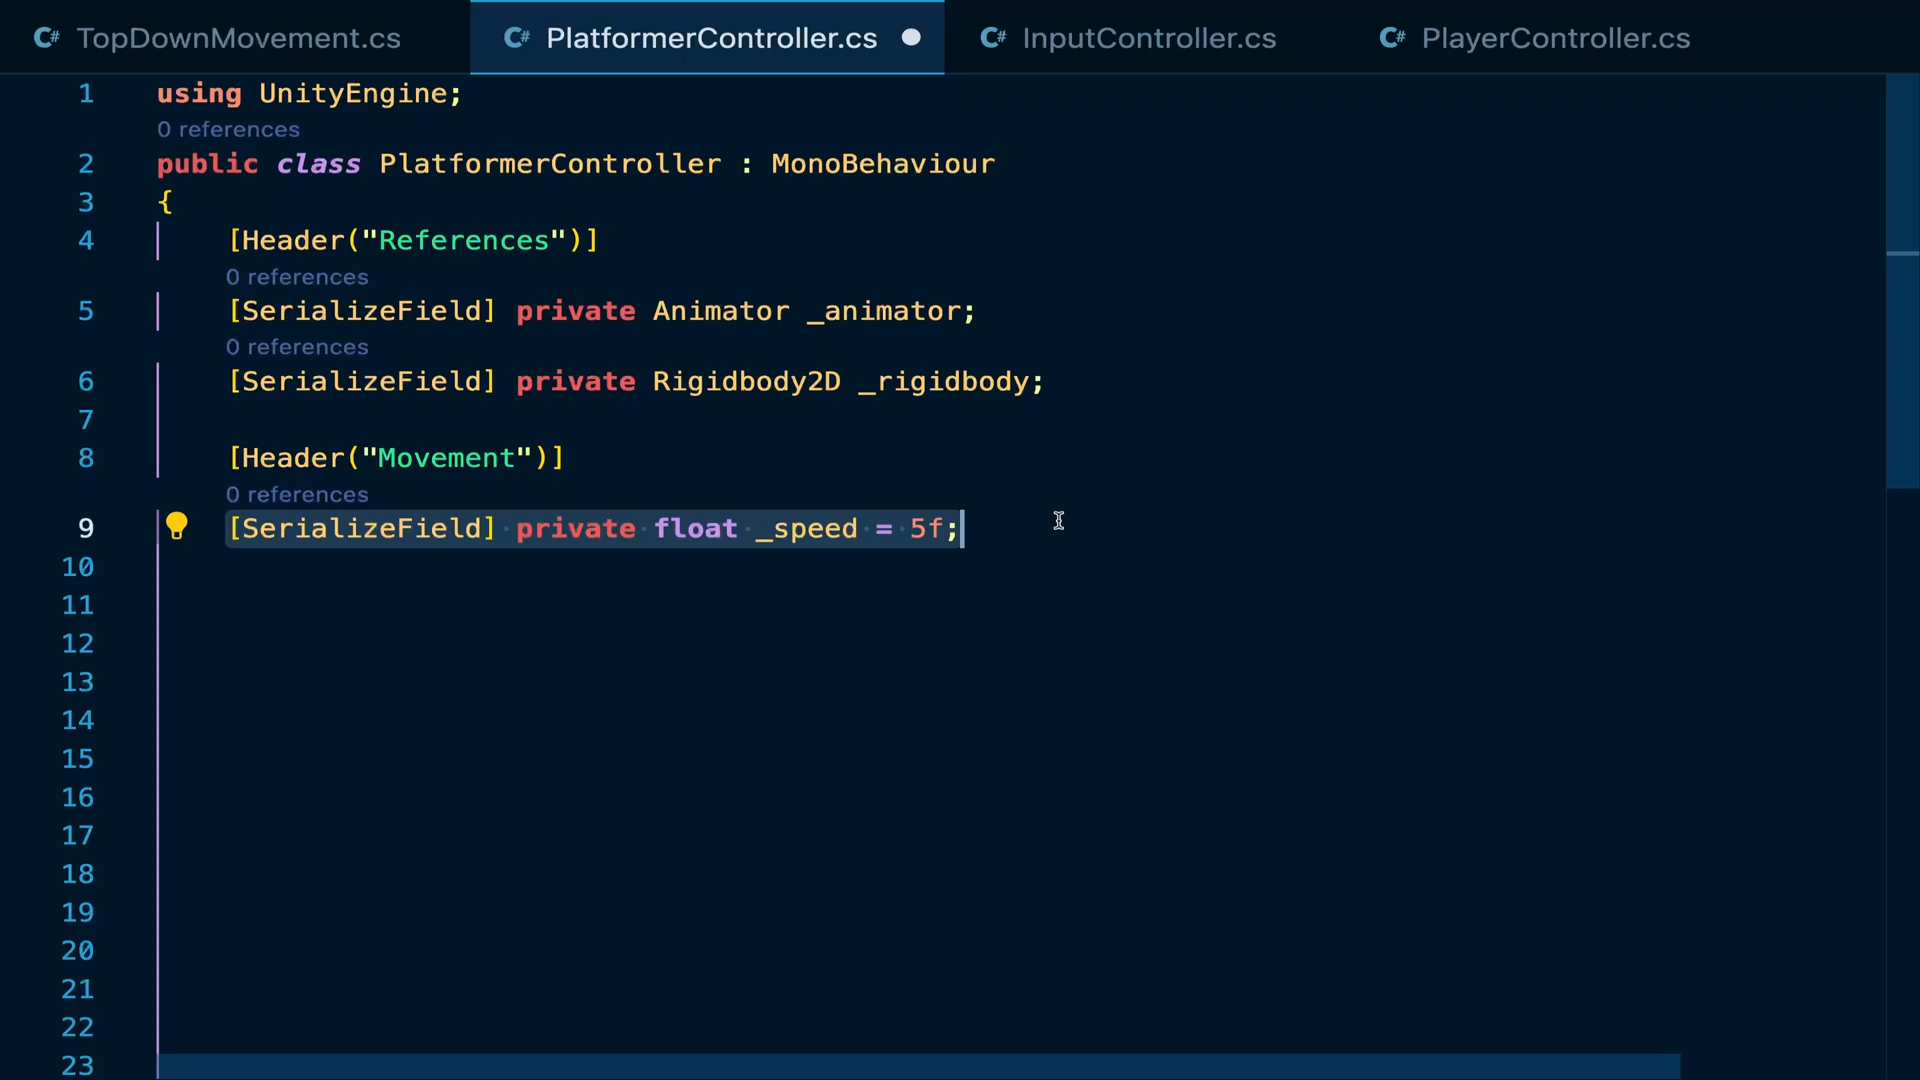 C# TopDownMovement.cs C# PlatformerController.cs C# InputController.cs C# PlayerController.cs
1 using UnityEngine;
0 references
2 public class PlatformerController : MonoBehaviour
3 {
4 [Header("References")]
0 references
5 [SerializeField] private Animator _animator;
0 references
6 [SerializeField] private Rigidbody2D _rigidbody;
7
8 [Header("Movement")]
0 references
9 [SerializeField] private float _speed = 5f;
10
11
12
13
14
15
16
17
18
19
20
21
22
23